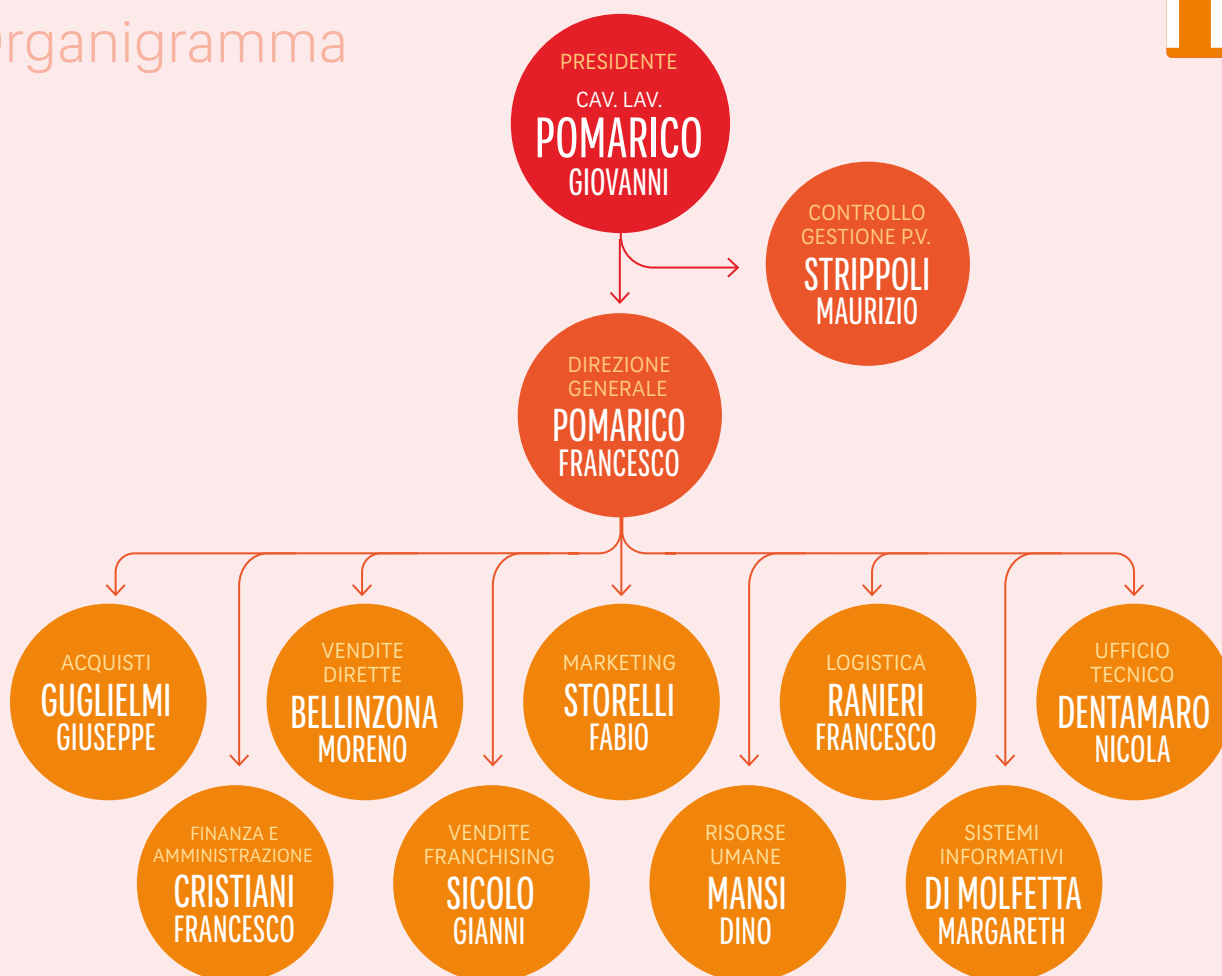 Organigramma
PRESIDENTE
CAV. LAV.
POMARICO
GIOVANNI
CONTROLLO
GESTIONE P.V.
STRIPPOLI
MAURIZIO
DIREZIONE
GENERALE
POMARICO
FRANCESCO
ACQUISTI
GUGLIELMI
GIUSEPPE
VENDITE
DIRETTE
BELLINZONA
MORENO
MARKETING
STORELLI
FABIO
LOGISTICA
RANIERI
FRANCESCO
UFFICIO
TECNICO
DENTAMARO
NICOLA
FINANZA E
AMMINISTRAZIONE
CRISTIANI
FRANCESCO
VENDITE
FRANCHISING
SICOLO
GIANNI
RISORSE
UMANE
MANSI
DINO
SISTEMI
INFORMATIVI
DI MOLFETTA
MARGARETH